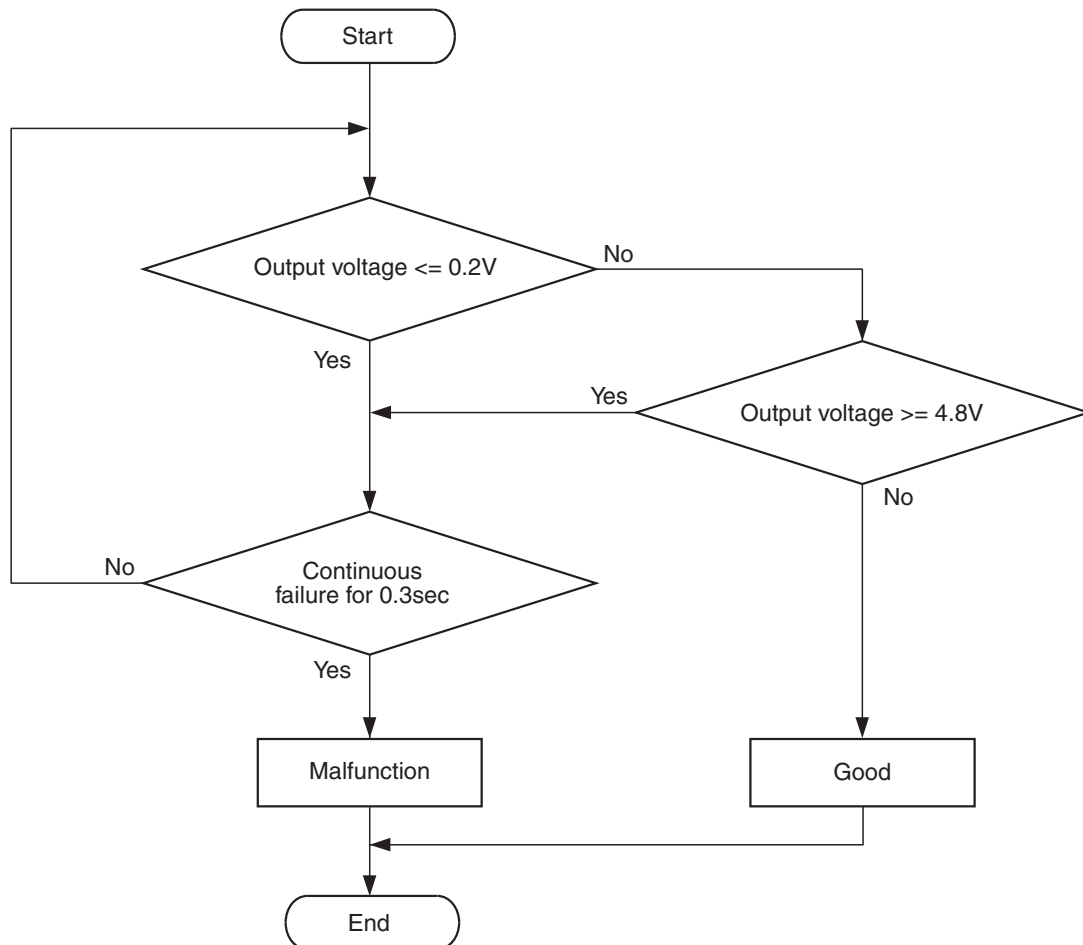 Start
Output voltage <= 0.2V
No
Yes
Yes
Output voltage >= 4.8V
No
No
Continuous
failure for 0.3sec
Yes
Malfunction
Good
End